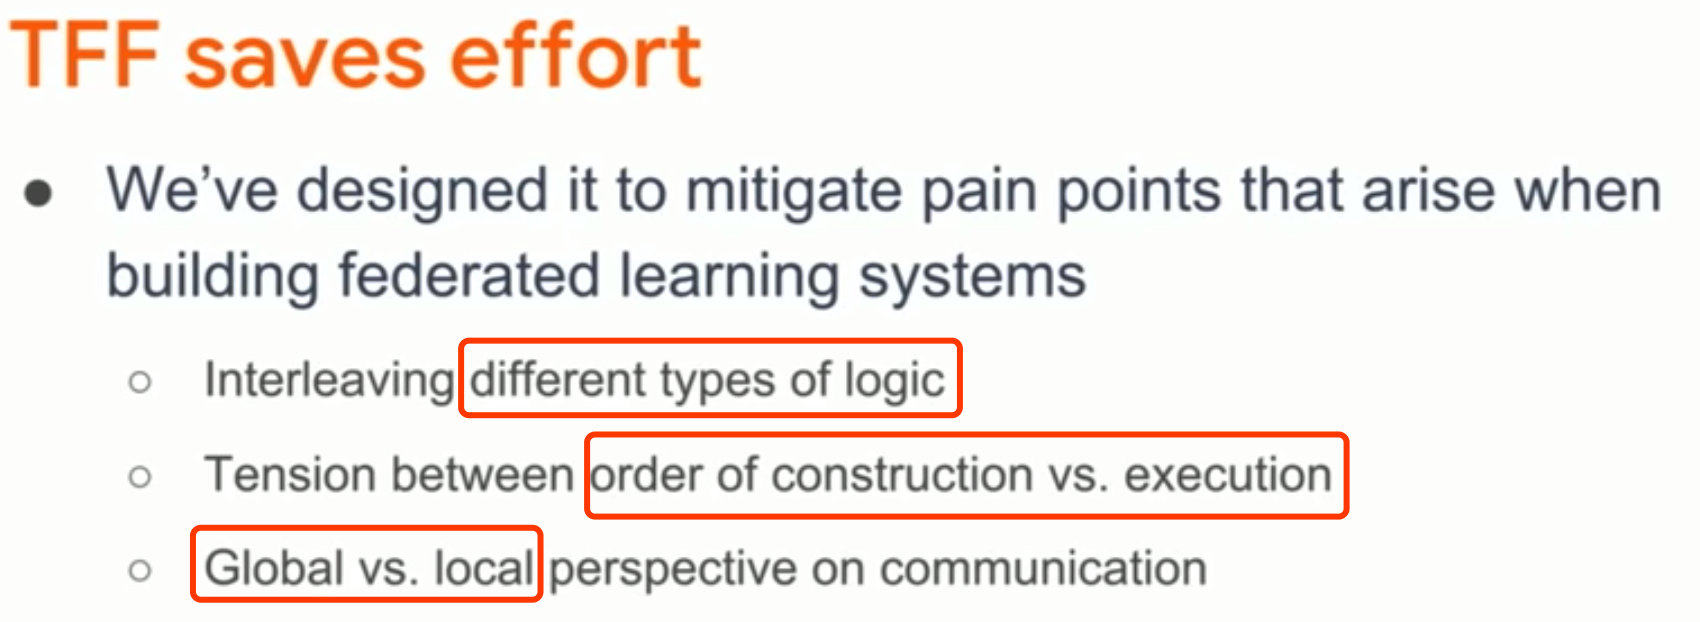 TFF saves effort
● We’ve designed it to mitigate pain points that arise when
building federated learning systems
○ Interleaving different types of logic
○ Tension between order of construction vs. execution
○ Global vs. local perspective on communication